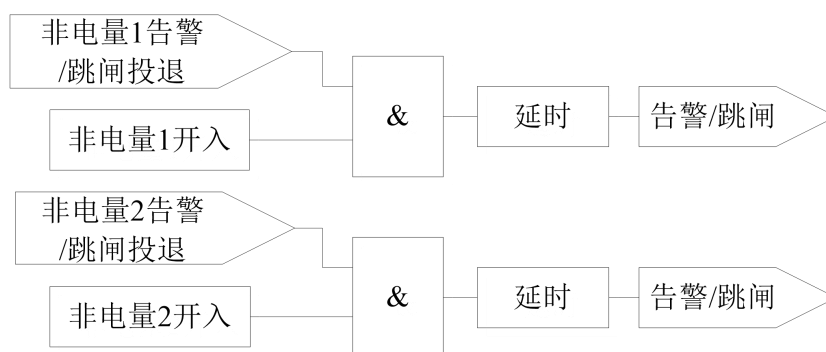 非电量1告警
/跳闸投退
非电量1开入
&
延时
告警/跳闸
非电量2告警
/跳闸投退
非电量2开入
&
延时
告警/跳闸